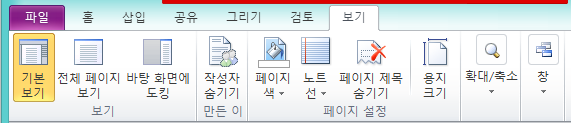 파일 홈 삽입 공유 그리기 검토 보기
기본 보기
전체 페이지 보기
바탕 화면에 도킹
작성자 숨기기
페이지 색
노트 선
페이지 제목 숨기기
용지 크기
확대/축소
창
보기 만든 이 페이지 설정